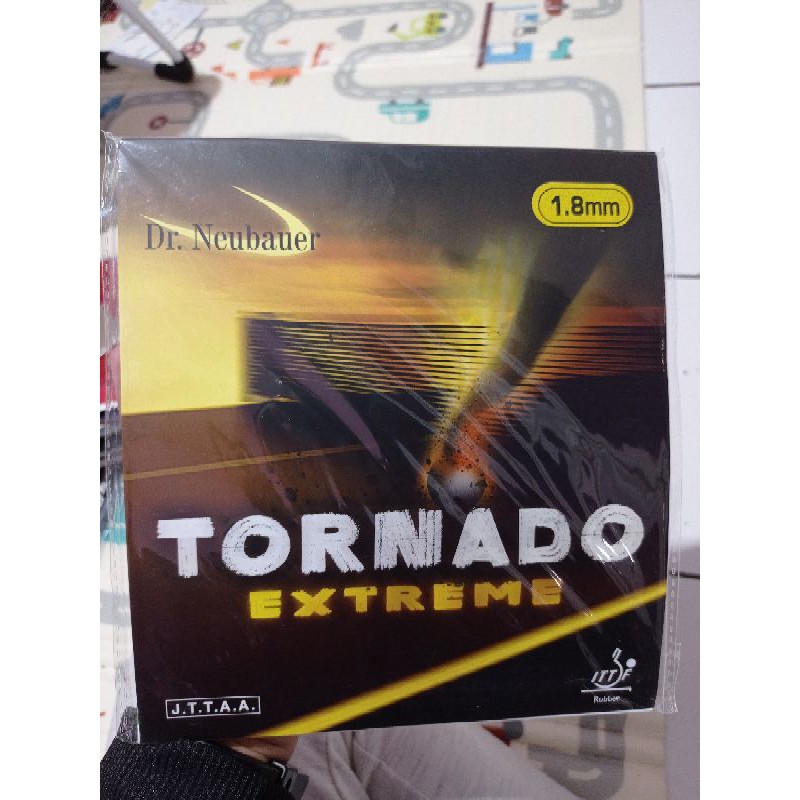 1.8mm
Dr. Neubauer
TORNADO
EXTREME
ITTF
J.T.T.A.A.
Rubber